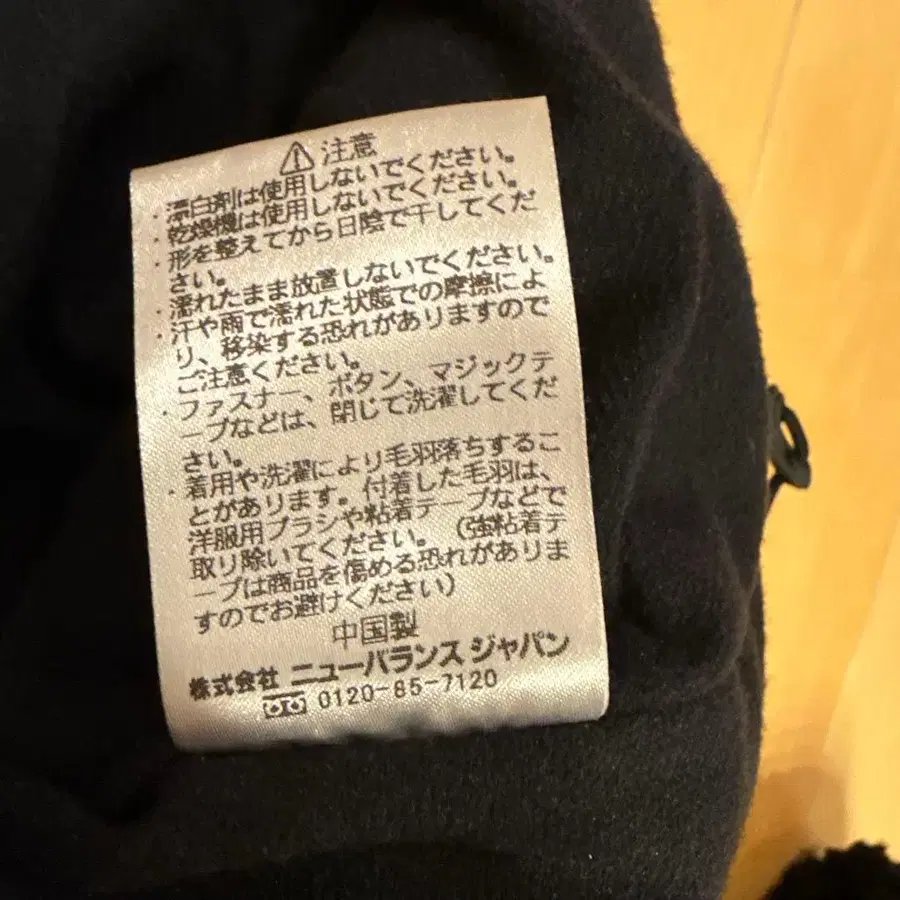 ⚠ 注意
・漂白剤は使用しないでください。
・乾燥機は使用しないでください。
・形を整えてから日陰で干してくだ
さい。
・濡れたまま放置しないでください。
・汗や雨で濡れた状態での摩擦によ
り、移染する恐れがありますので
ご注意ください。
・ファスナー、ボタン、マジックテ
ープなどは、閉じて洗濯してくだ
さい。
・着用や洗濯により毛羽落ちするこ
とがあります。付着した毛羽は、
洋服用ブラシや粘着テープなどで
取り除いてください。（強粘着テ
ープは商品を傷める恐れがありま
すのでお避けください）
中国製
株式会社 ニューバランス ジャパン
0120-85-7120